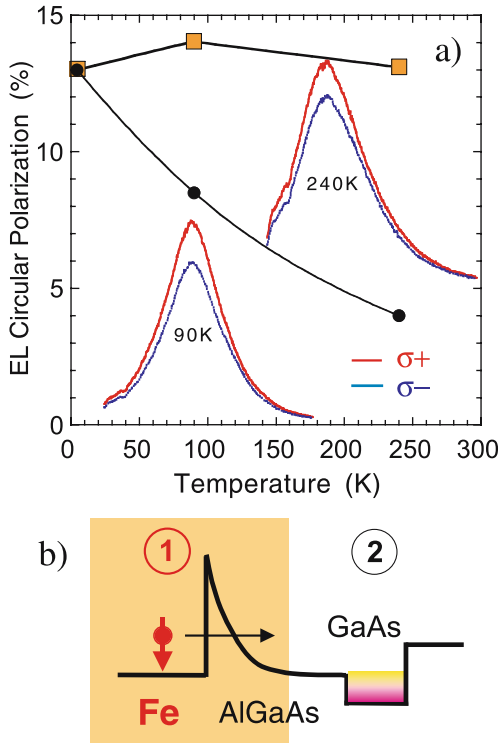 15
a)
10
240K
5
90K
σ+
σ−
0
0 50 100 150 200 250 300
EL Circular Polarization (%)
Temperature (K)
b)
1
2
GaAs
Fe
AlGaAs